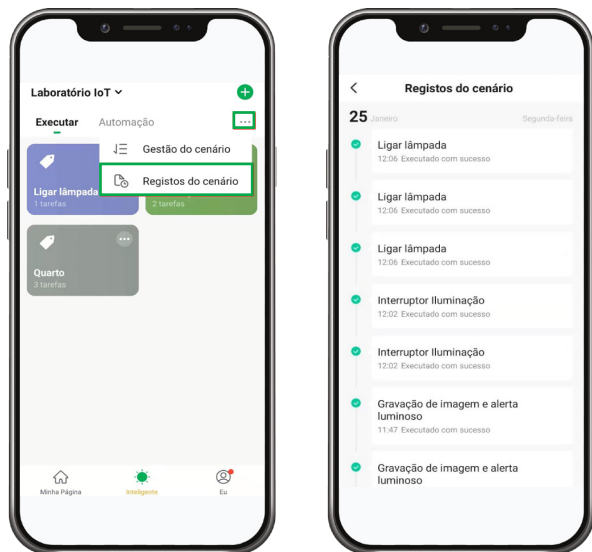 Laboratório IoT
Executar Automação
Gestão do cenário
Registos do cenário
Ligar lâmpada
1 tarefas
2 tarefas
Quarto
3 tarefas
Minha Página Inteligente Eu
Registos do cenário
25 Janeiro Segunda-feira
Ligar lâmpada
12:06 Executado com sucesso
Ligar lâmpada
12:06 Executado com sucesso
Ligar lâmpada
12:06 Executado com sucesso
Interruptor Iluminação
12:02 Executado com sucesso
Interruptor Iluminação
12:02 Executado com sucesso
Gravação de imagem e alerta
luminoso
11:47 Executado com sucesso
Gravação de imagem e alerta
luminoso